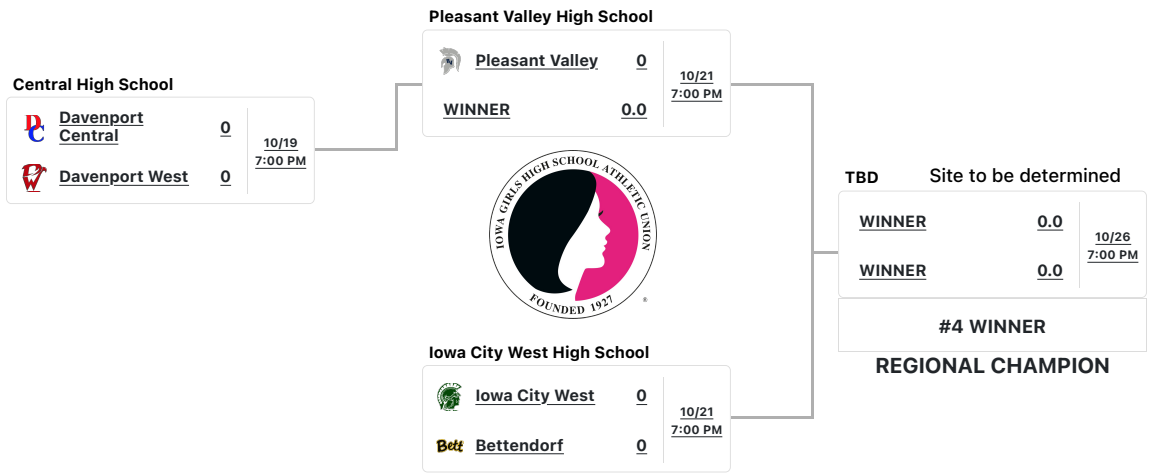 Pleasant Valley High School
Pleasant Valley 0
WINNER 0.0
10/21
7:00 PM
Central High School
DC
Davenport
Central 0
Davenport West 0
10/19
7:00 PM
IOWA GIRLS HIGH SCHOOL ATHLETIC UNION
FOUNDED 1927
®
TBD
Site to be determined
WINNER 0.0
WINNER 0.0
10/26
7:00 PM
#4 WINNER
REGIONAL CHAMPION
Iowa City West High School
Iowa City West 0
Bett
Bettendorf 0
10/21
7:00 PM